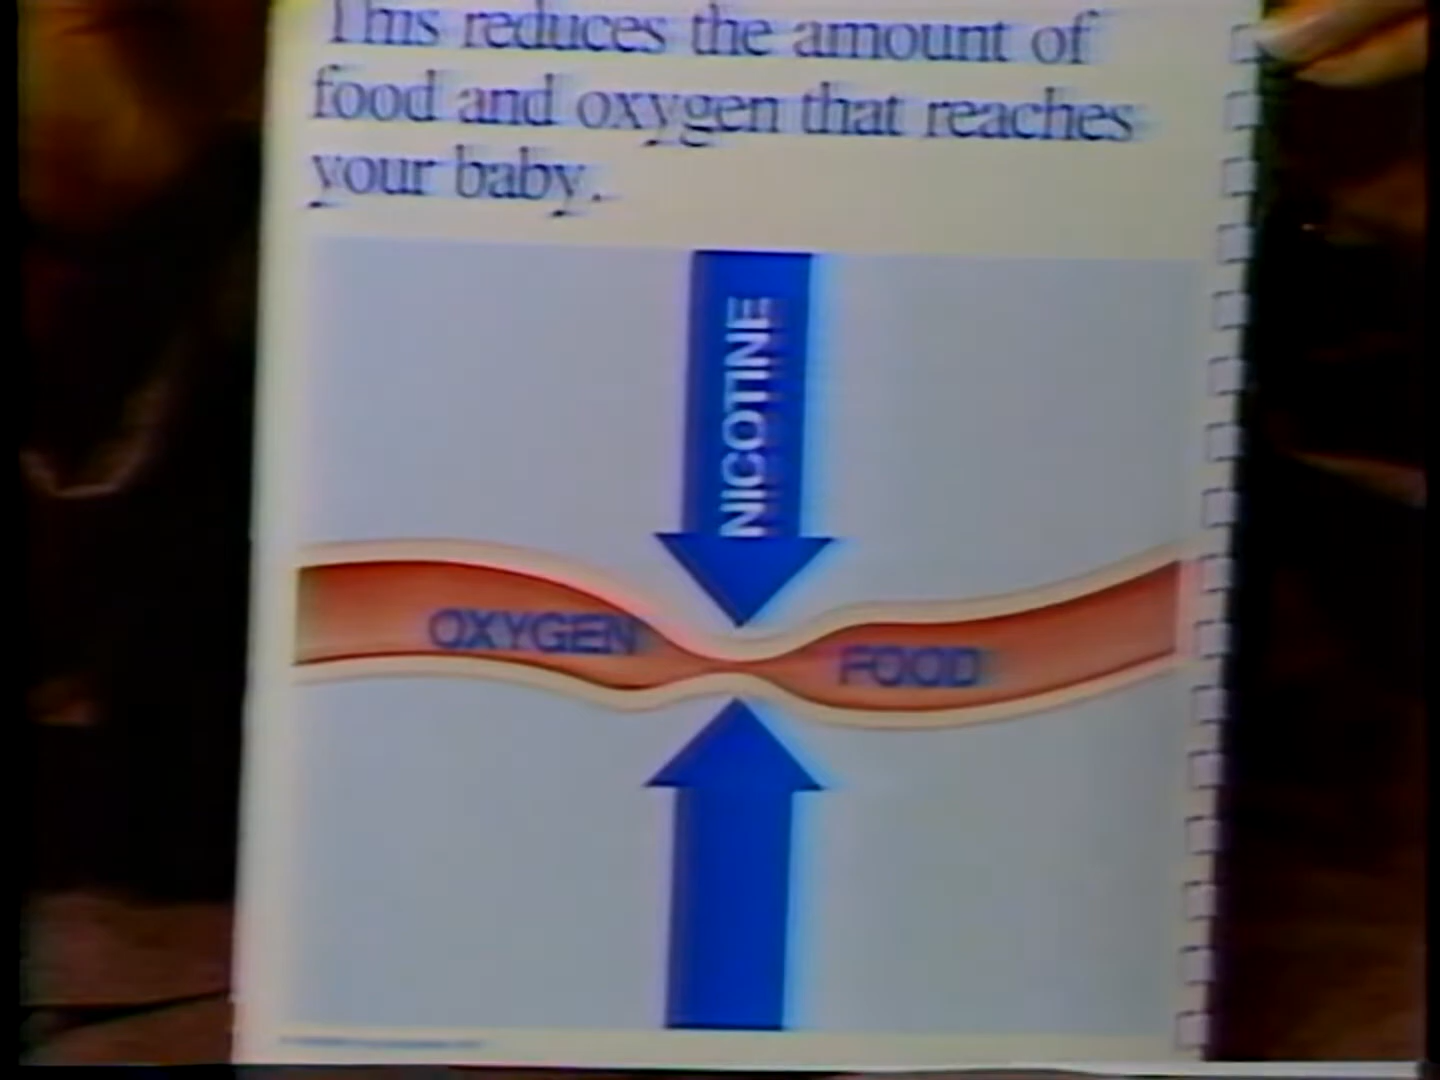 This reduces the amount of
food and oxygen that reaches
your baby.
NICOTINE
OXYGEN
FOOD